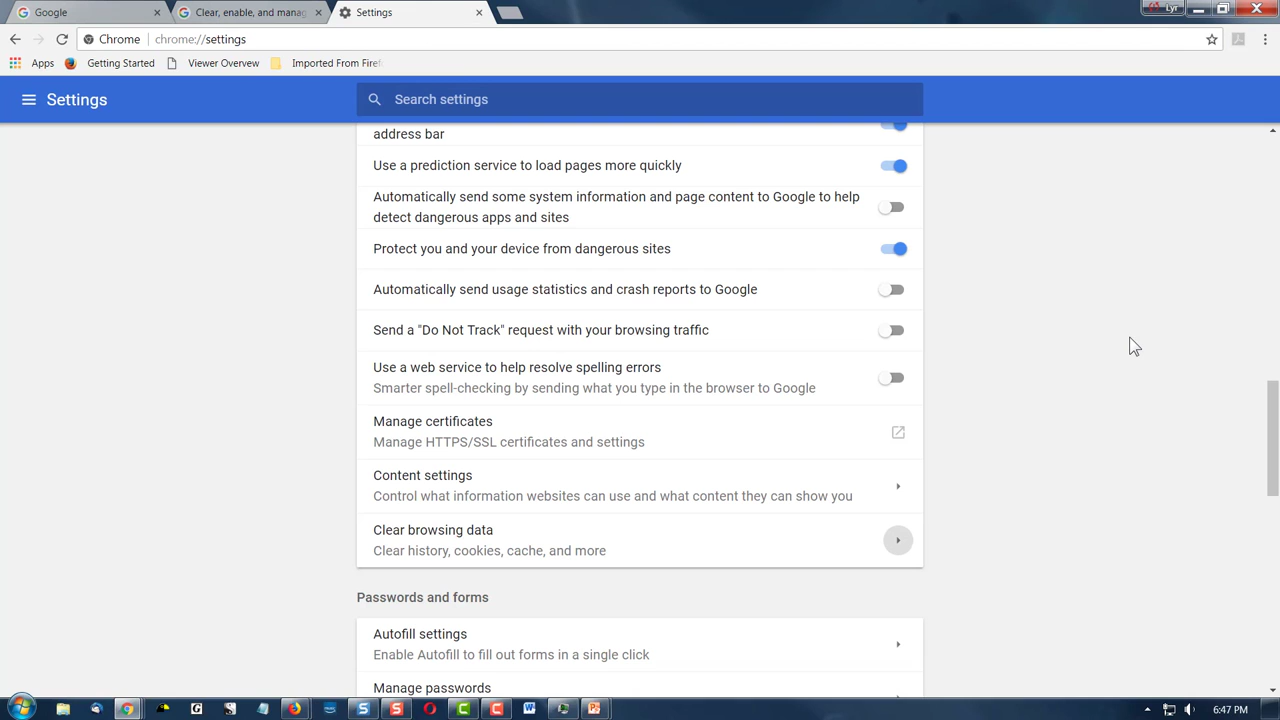 Google
Clear, enable, and manag
Settings
Lyr
Chrome
chrome://settings
Apps
Getting Started
Viewer Overvew
Imported From Firef
Settings
Search settings
address bar
Use a prediction service to load pages more quickly
Automatically send some system information and page content to Google to help
detect dangerous apps and sites
Protect you and your device from dangerous sites
Automatically send usage statistics and crash reports to Google
Send a "Do Not Track" request with your browsing traffic
Use a web service to help resolve spelling errors
Smarter spell-checking by sending what you type in the browser to Google
Manage certificates
Manage HTTPS/SSL certificates and settings
Content settings
Control what information websites can use and what content they can show you
Clear browsing data
Clear history, cookies, cache, and more
Passwords and forms
Autofill settings
Enable Autofill to fill out forms in a single click
Manage passwords
6:47 PM